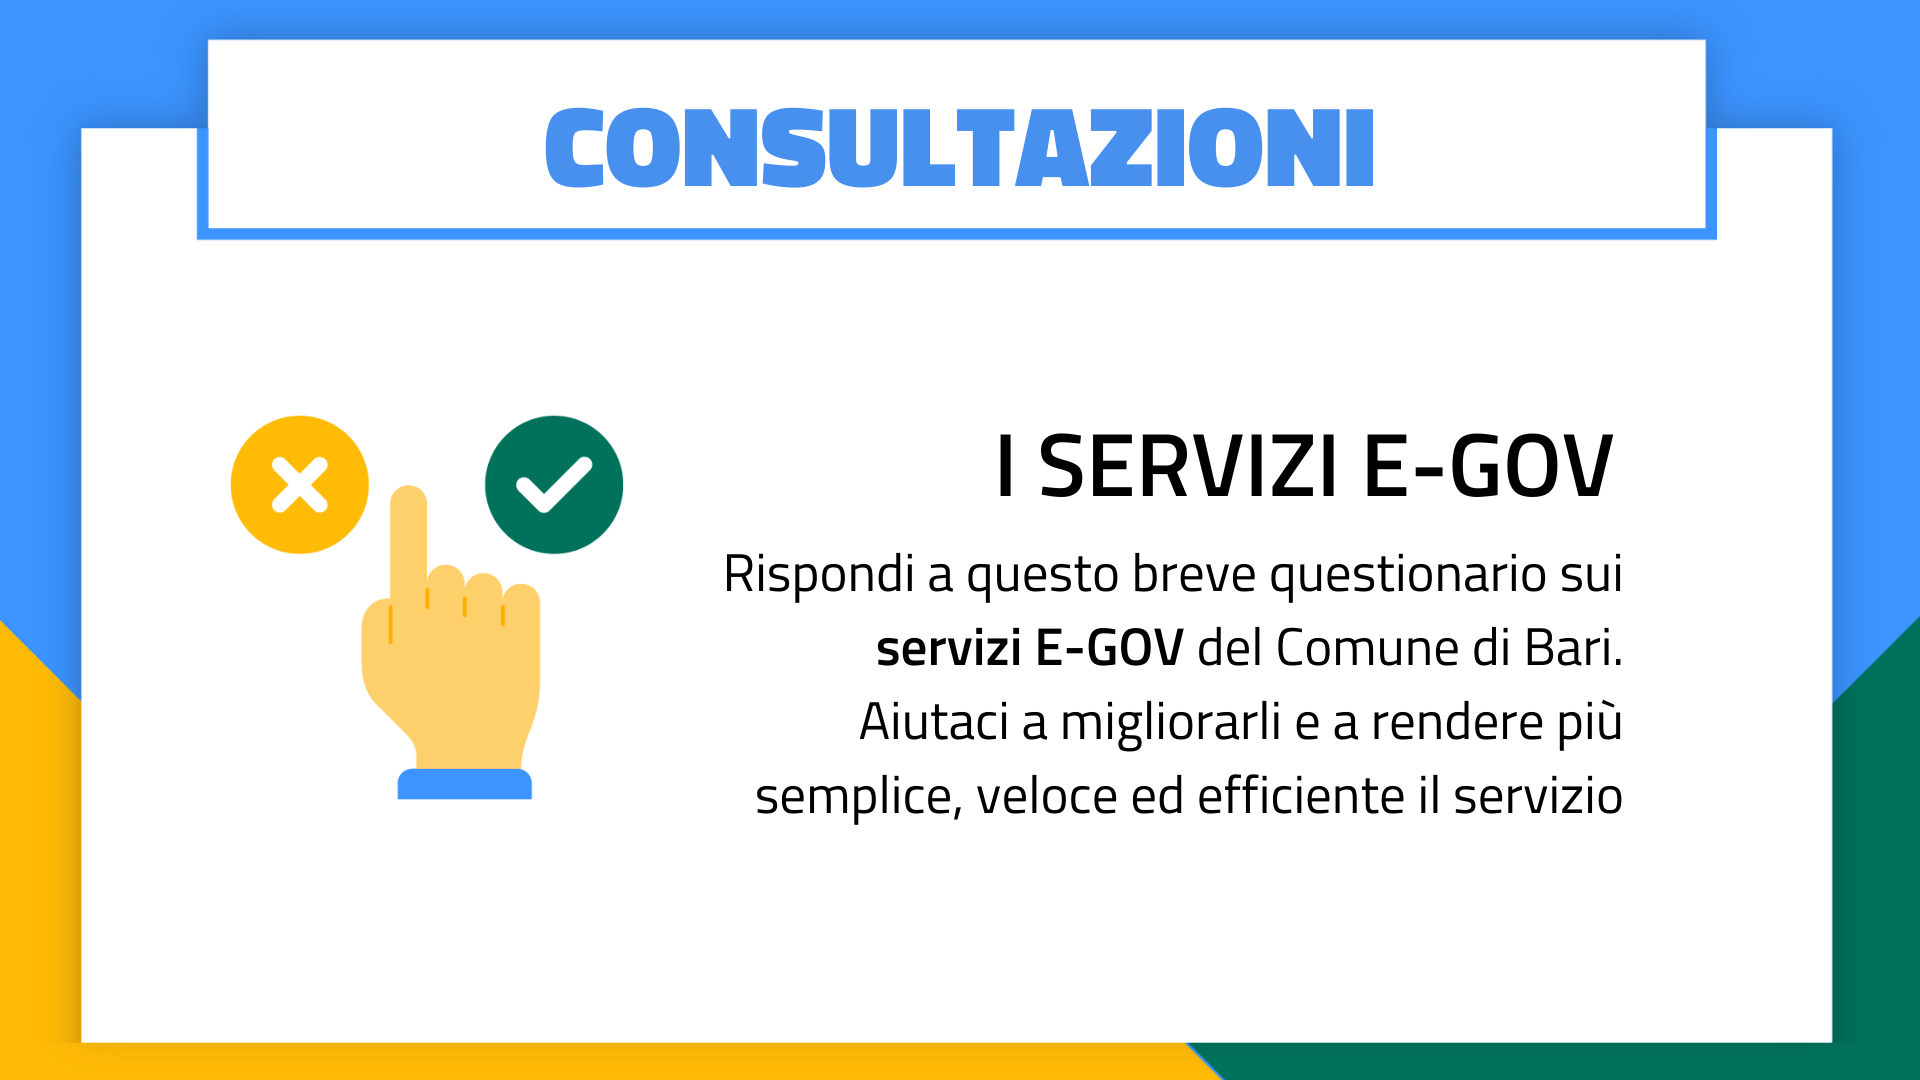 CONSULTAZIONI
I SERVIZI E-GOV
Rispondi a questo breve questionario sui
servizi E-GOV del Comune di Bari.
Aiutaci a migliorarli e a rendere più
semplice, veloce ed efficiente il servizio